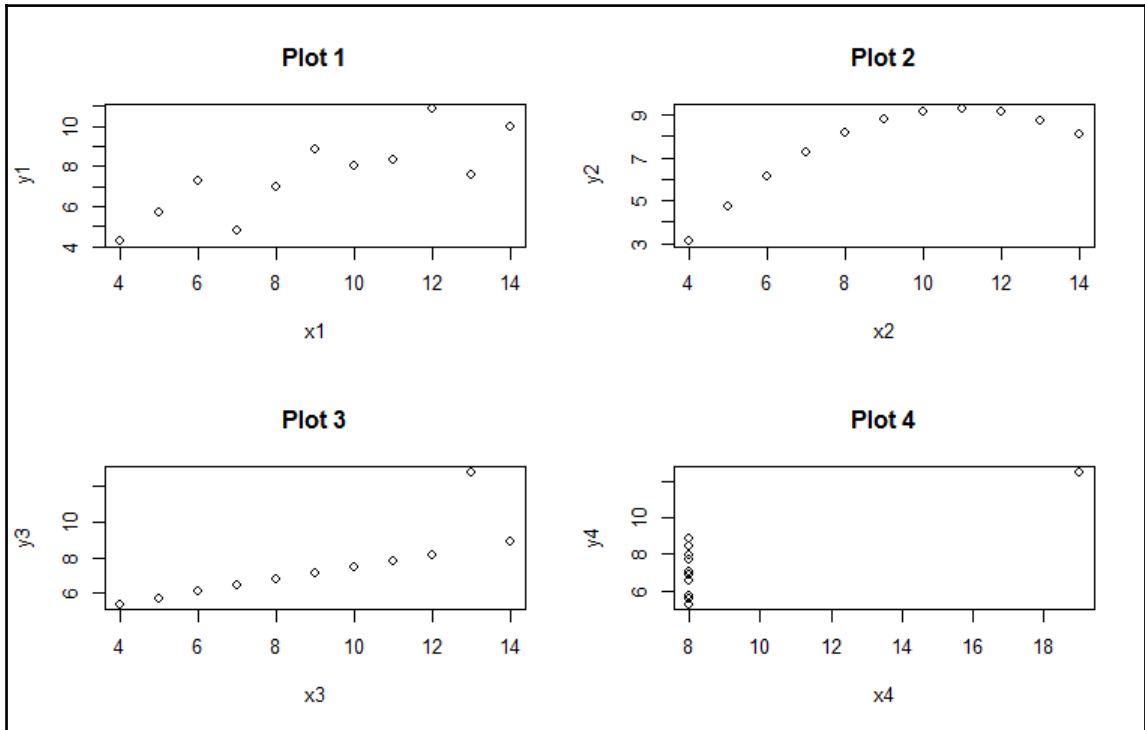 Plot 1
y1
4 6 8 10
4 6 8 10 12 14
x1
Plot 2
y2
3 5 7 9
4 6 8 10 12 14
x2
Plot 3
y3
6 8 10
4 6 8 10 12 14
x3
Plot 4
y4
6 8 10
8 10 12 14 16 18
x4